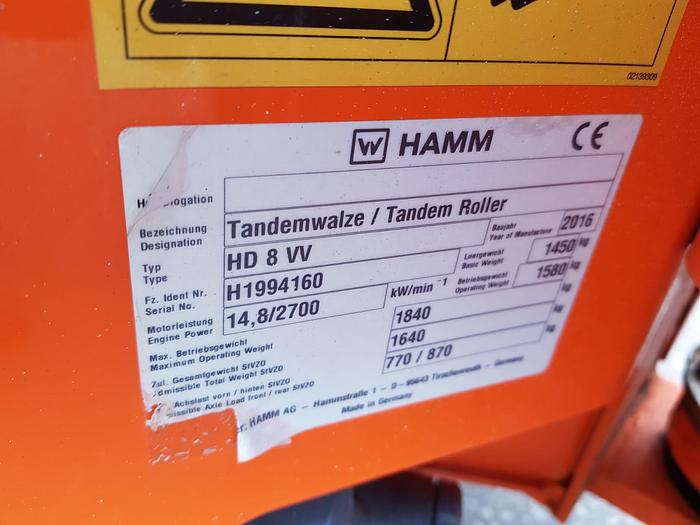 02139309
HAMM CE
Bezeichnung Tandemwalze / Tandem Roller
Designation
Typ HD 8 VV Baujahr 2016
Type Year of Manufacture
Fz. Ident Nr. H1994160 Leergewicht 1450 kg
Serial No. Basic Weight
Motorleistung 14,8/2700 kW/min -1 Betriebsgewicht 1580 kg
Engine Power Operating Weight
Max. Betriebsgewicht 1840 kg
Maximum Operating Weight
Zul. Gesamtgewicht StVZO 1640 kg
Admissible Total Weight StVZO
Achslast vorn / hinten StVZO 770 / 870 kg
Axle Load front / rear StVZO
HAMM AG - Hammstraße 1 - D - 95643 Tirschenreuth - Germany
Made in Germany